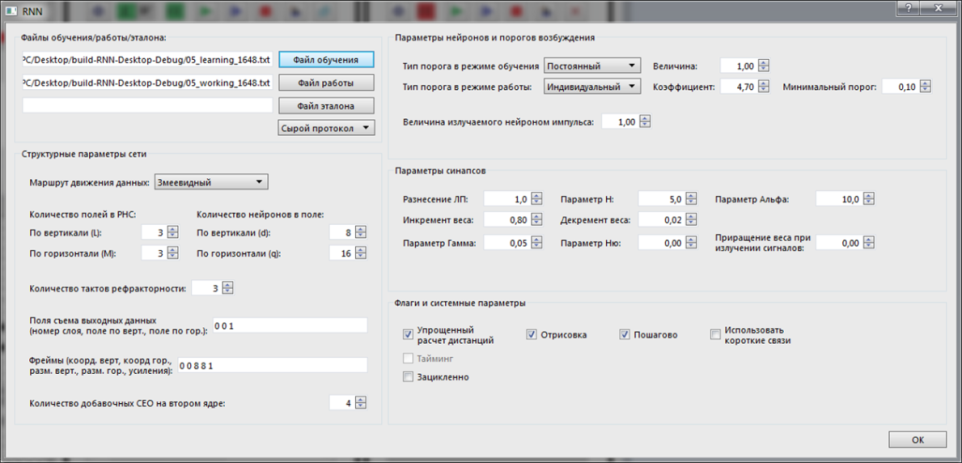 RNN
Файлы обучения/работы/эталона:
PC/Desktop/build-RNN-Desktop-Debug/05_learning_1648.txt
Файл обучения
PC/Desktop/build-RNN-Desktop-Debug/05_working_1648.txt
Файл работы
Файл эталона
Сырой протокол
Структурные параметры сети
Маршрут движения данных: Змеевидный
Количество полей в РНС:
Количество нейронов в поле:
По вертикали (L): 3
По вертикали (d): 8
По горизонтали (M): 3
По горизонтали (q): 16
Количество тактов рефракторности: 3
Поля съема выходных данных
(номер слоя, поле по верт., поле по гор.): 0 0 1
Фреймы (коорд. верт, коорд гор.,
разм. верт., разм. гор., усиления): 0 0 8 8 1
Количество добавочных СЕО на втором ядре: 4
Параметры нейронов и порогов возбуждения
Тип порога в режиме обучения Постоянный Величина: 1,00
Тип порога в режиме работы: Индивидуальный Коэффициент: 4,70 Минимальный порог: 0,10
Величина излучаемого нейроном импульса: 1,00
Параметры синапсов
Разнесение ЛП: 1,0 Параметр H: 5,0 Параметр Альфа: 10,0
Инкремент веса: 0,80 Декремент веса: 0,02
Параметр Гамма: 0,05 Параметр Ню: 0,00 Приращение веса при
излучении сигналов: 0,00
Флаги и системные параметры
Упрощенный
расчет дистанций
Отрисовка
Пошагово
Использовать
короткие связи
Тайминг
Зацикленно
OK